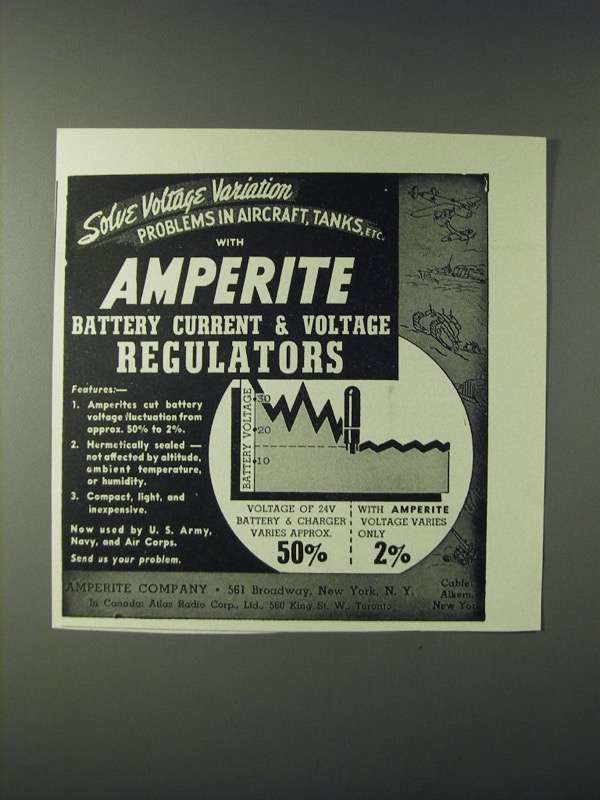 Solve Voltage Variation
PROBLEMS IN AIRCRAFT, TANKS, ETC.
WITH
AMPERITE
BATTERY CURRENT & VOLTAGE
REGULATORS
Features:—
1. Amperites cut battery
voltage fluctuation from
approx. 50% to 2%.
2. Hermetically sealed —
not affected by altitude,
ambient temperature,
or humidity.
3. Compact, light, and
inexpensive.
Now used by U. S. Army,
Navy, and Air Corps.
Send us your problem.
BATTERY VOLTAGE
30
20
10
VOLTAGE OF 24V
BATTERY & CHARGER
VARIES APPROX.
50%
WITH AMPERITE
VOLTAGE VARIES
ONLY
2%
AMPERITE COMPANY • 561 Broadway, New York, N. Y.
In Canada: Atlas Radio Corp., Ltd., 560 King St. W., Toronto
Cable
Alkem,
New Yor